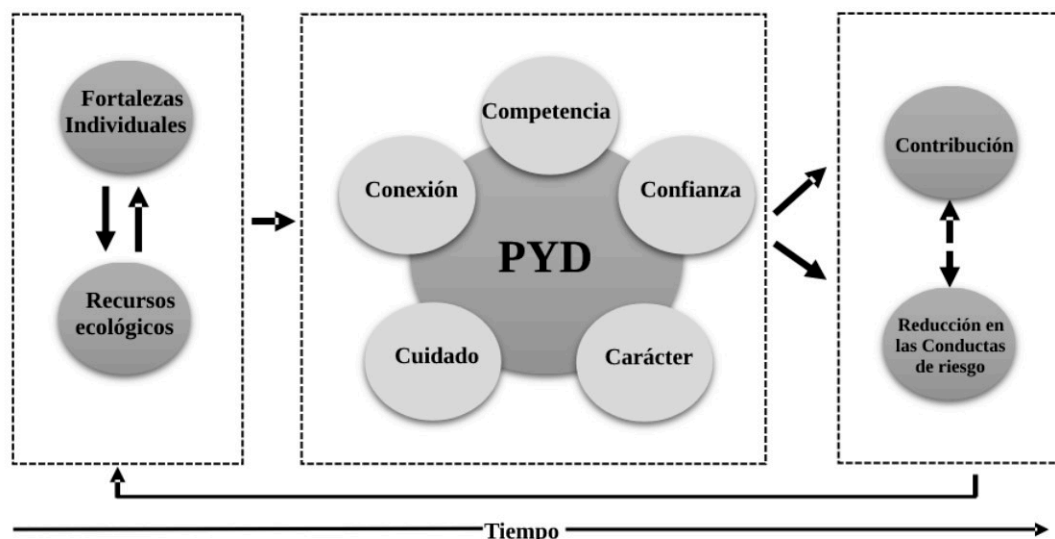 Fortalezas
Individuales
Recursos
ecológicos
Competencia
Conexión
Confianza
PYD
Cuidado
Carácter
Contribución
Reducción en
las Conductas
de riesgo
Tiempo